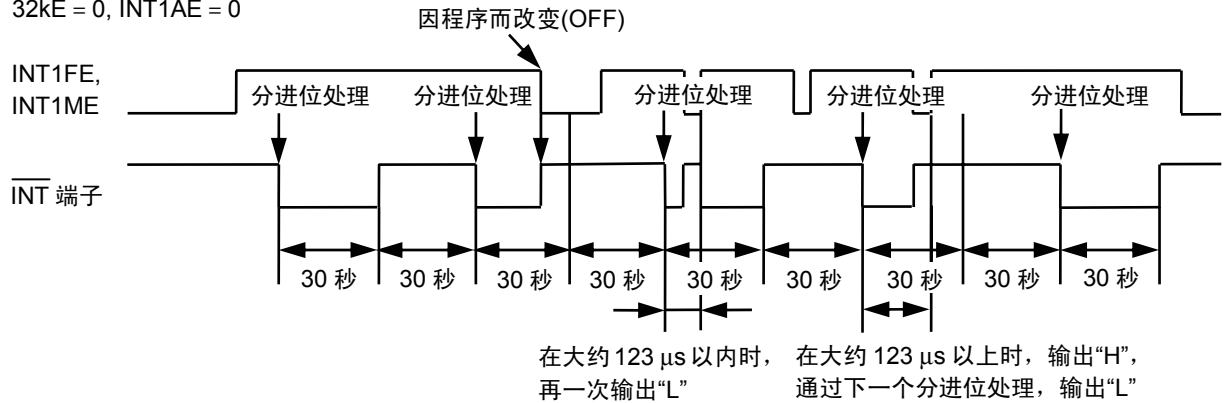 32kE = 0, INT1AE = 0
因程序而改变(OFF)
INT1FE,
INT1ME
分进位处理 分进位处理 分进位处理 分进位处理 分进位处理
INT 端子
30 秒 30 秒 30 秒 30 秒 30 秒 30 秒 30 秒 30 秒 30 秒
在大约 123 μs 以内时，
再一次输出“L”
在大约 123 μs 以上时，输出“H”，
通过下一个分进位处理，输出“L”